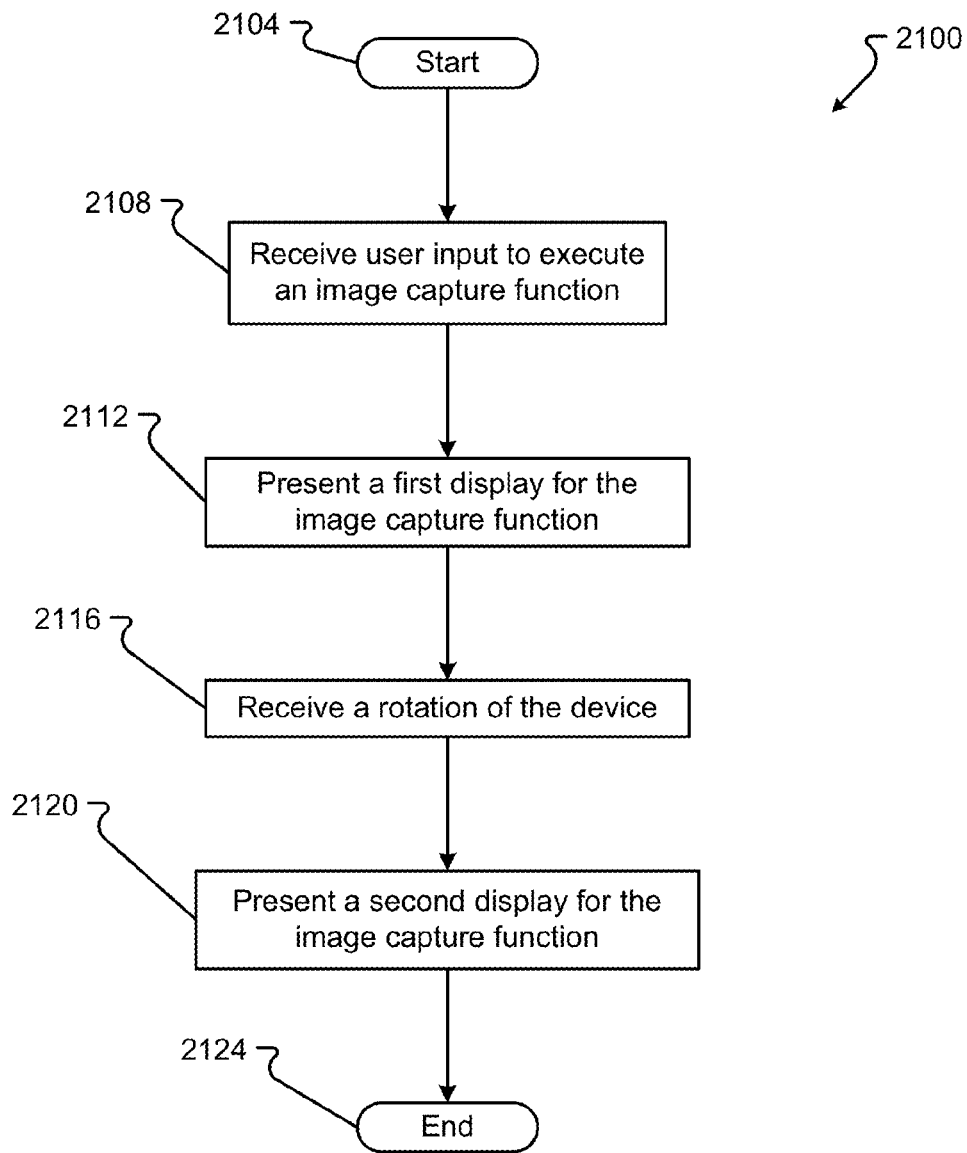 2104
Start
2100
2108
Receive user input to execute
an image capture function
2112
Present a first display for the
image capture function
2116
Receive a rotation of the device
2120
Present a second display for the
image capture function
2124
End